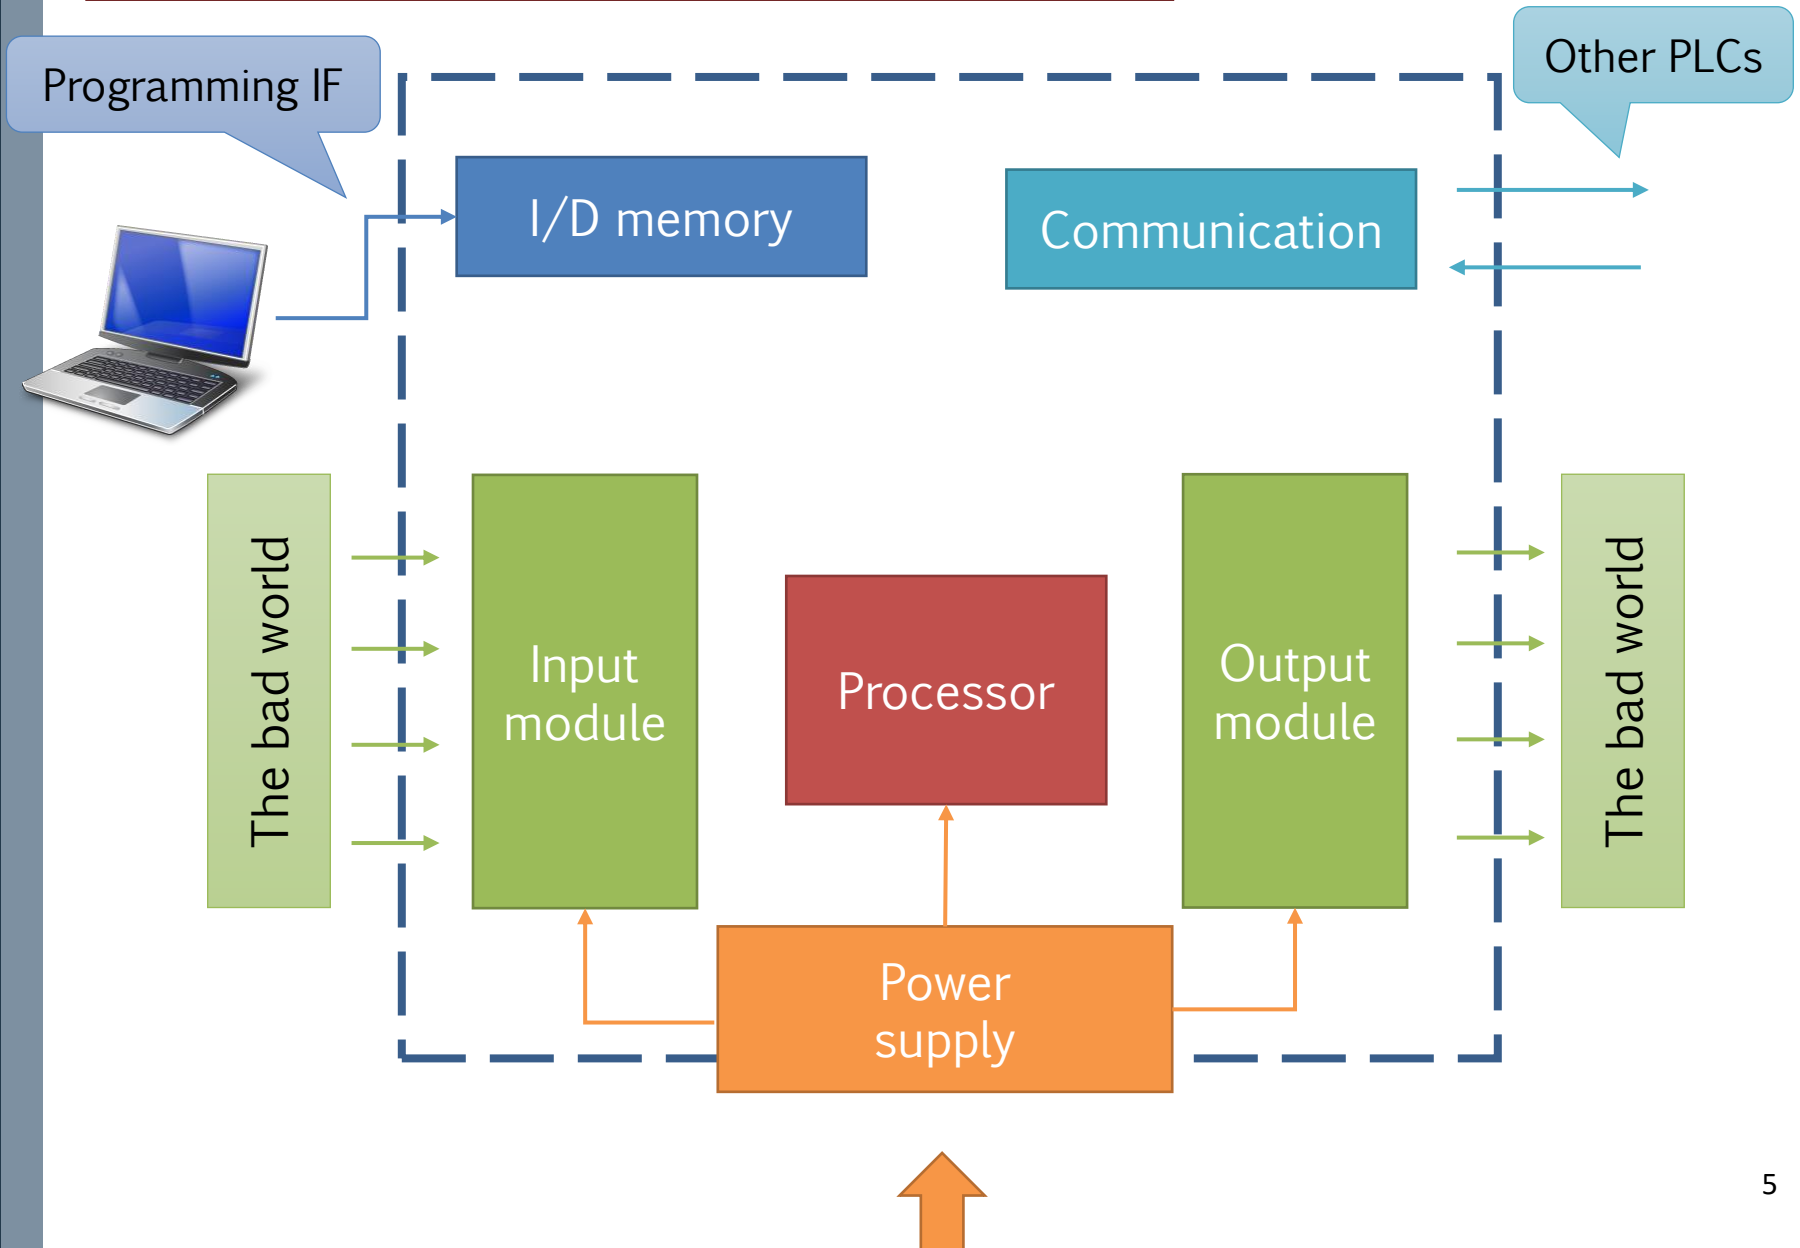 Programming IF
Other PLCs
I/D memory
Communication
The bad world
Input
module
Processor
Output
module
The bad world
Power
supply
5